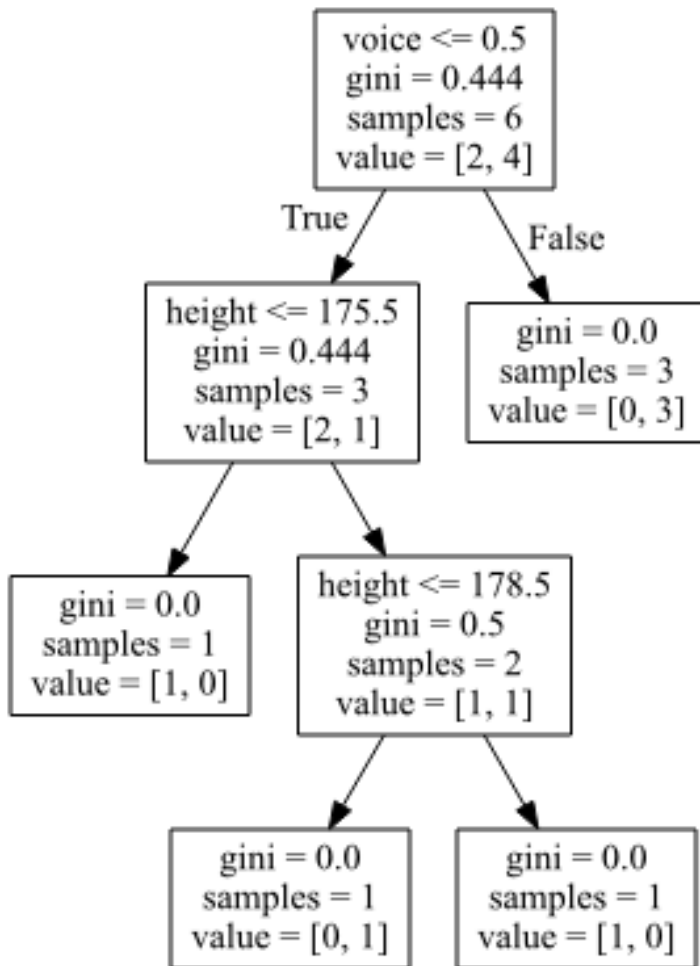 voice <= 0.5
gini = 0.444
samples = 6
value = [2, 4]
True
False
height <= 175.5
gini = 0.444
samples = 3
value = [2, 1]
gini = 0.0
samples = 3
value = [0, 3]
gini = 0.0
samples = 1
value = [1, 0]
height <= 178.5
gini = 0.5
samples = 2
value = [1, 1]
gini = 0.0
samples = 1
value = [0, 1]
gini = 0.0
samples = 1
value = [1, 0]